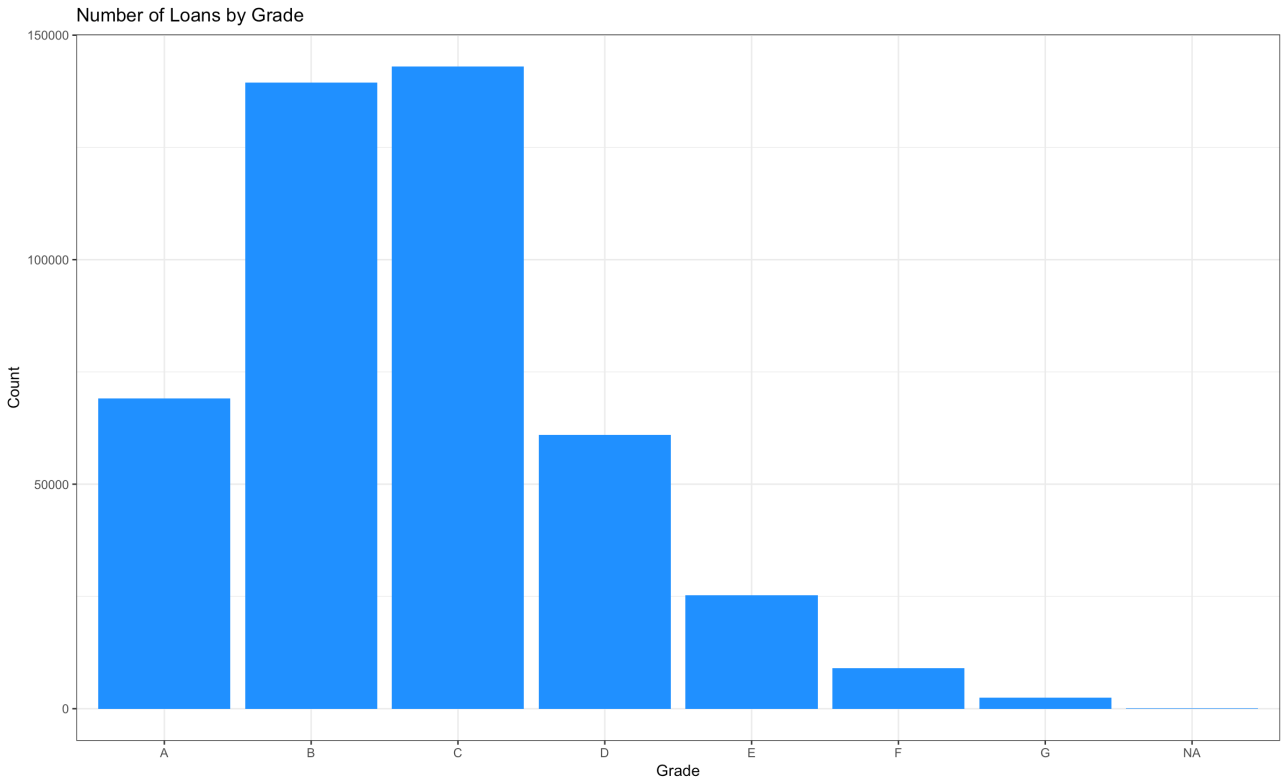 Number of Loans by Grade
150000
100000
50000
0
Count
A B C D E F G NA
Grade